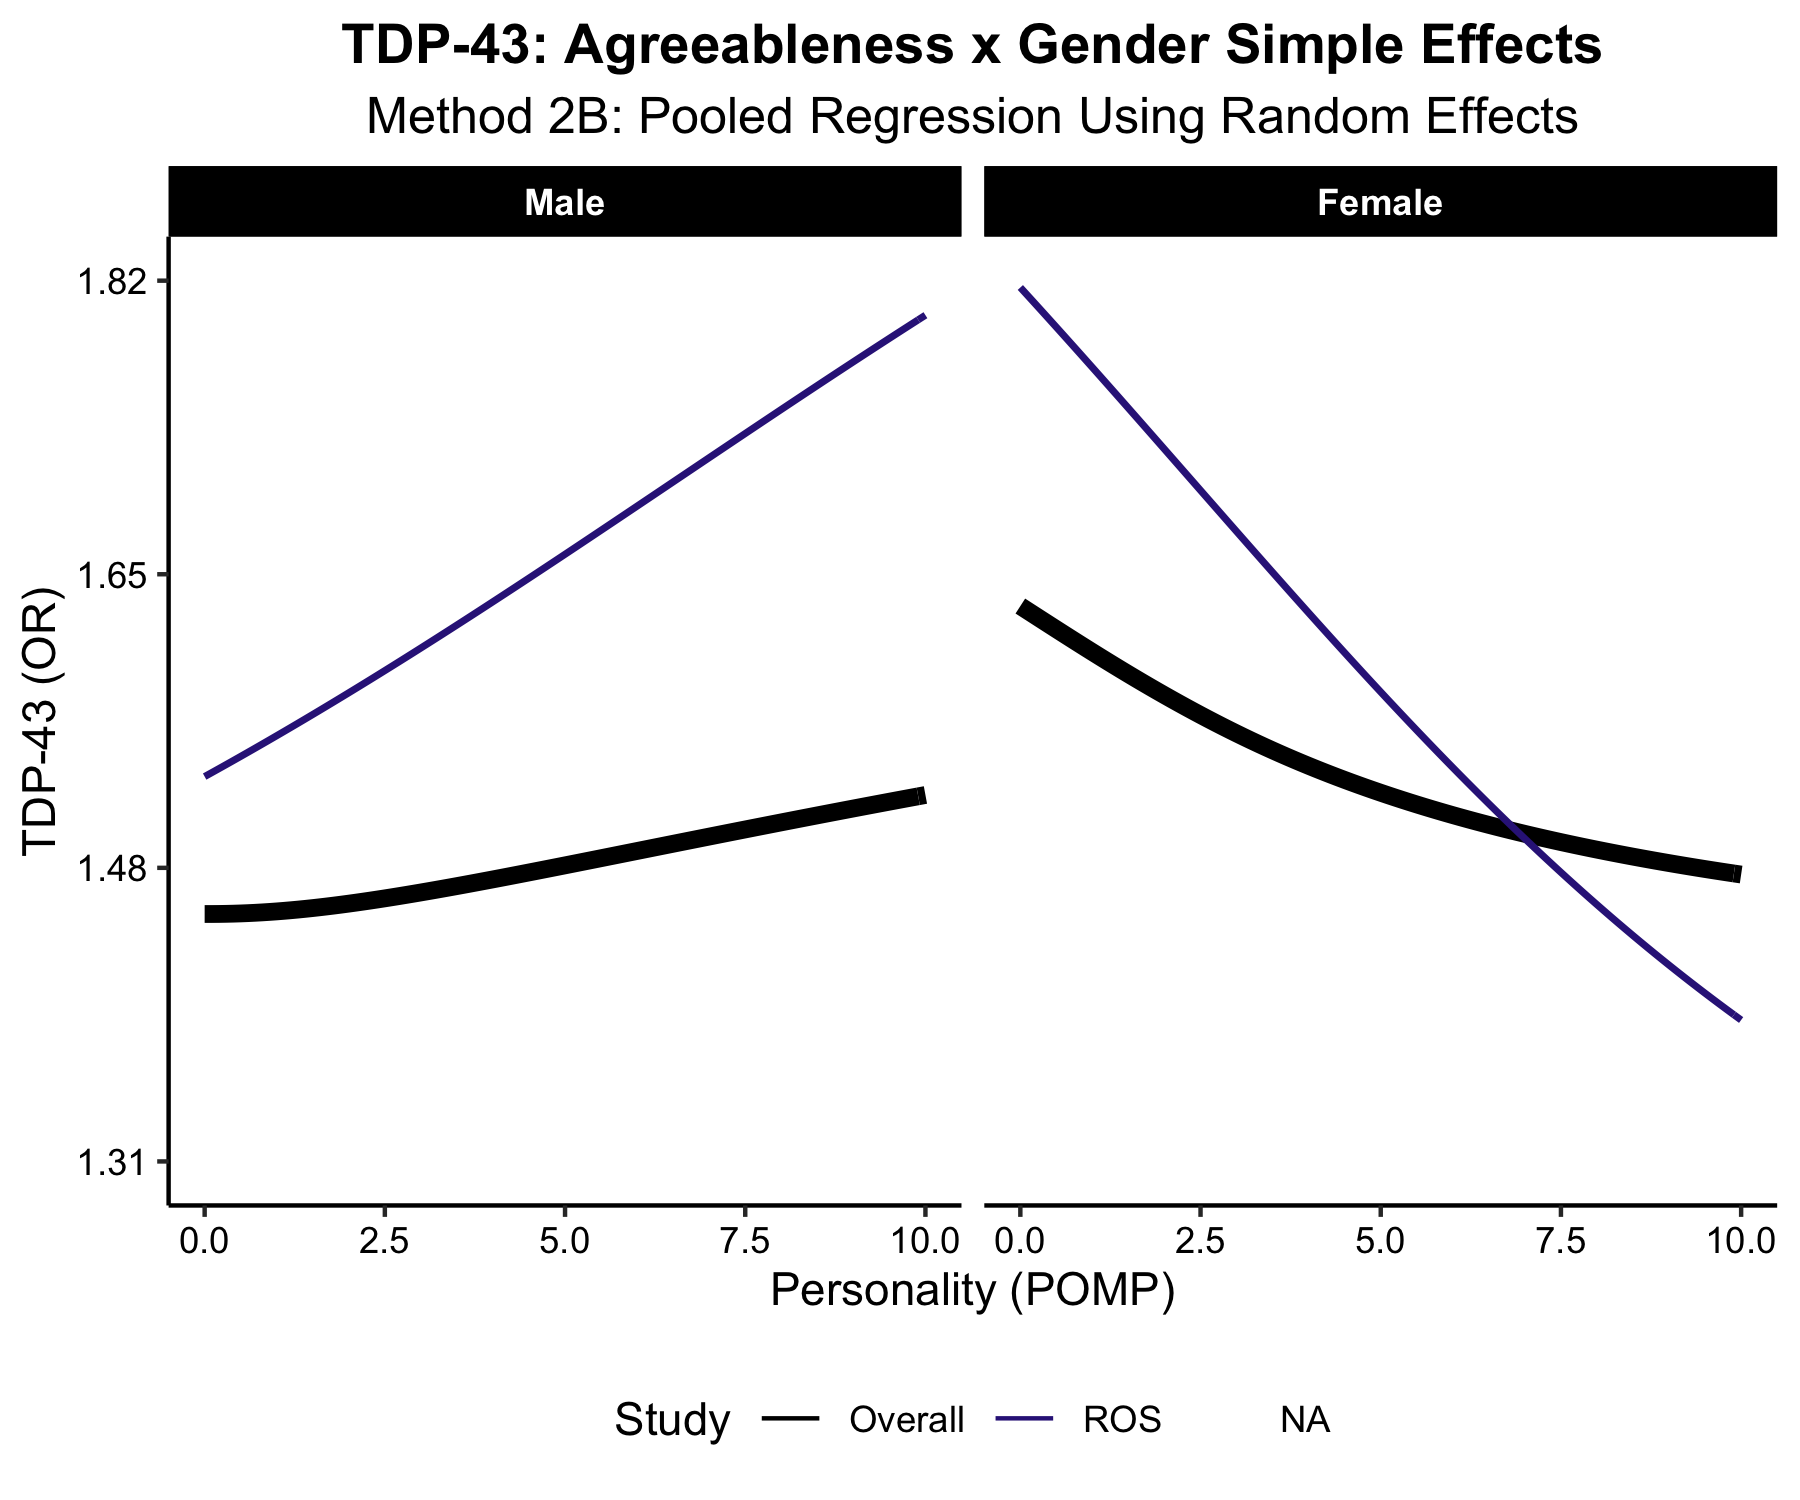 TDP-43: Agreeableness x Gender Simple Effects
Method 2B: Pooled Regression Using Random Effects
Male Female
TDP-43 (OR)
1.82
1.65
1.48
1.31
0.0 2.5 5.0 7.5 10.0 0.0 2.5 5.0 7.5 10.0
Personality (POMP)
Study Overall ROS NA